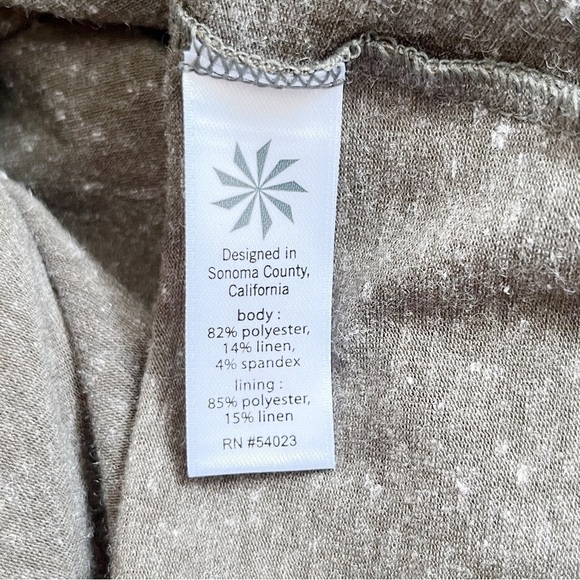 Designed in
Sonoma County,
California
body :
82% polyester,
14% linen,
4% spandex
lining :
85% polyester,
15% linen
RN #54023